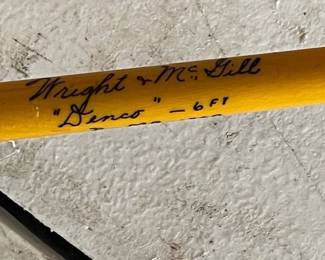 Wright & McGill
"Denco" - 6 FT